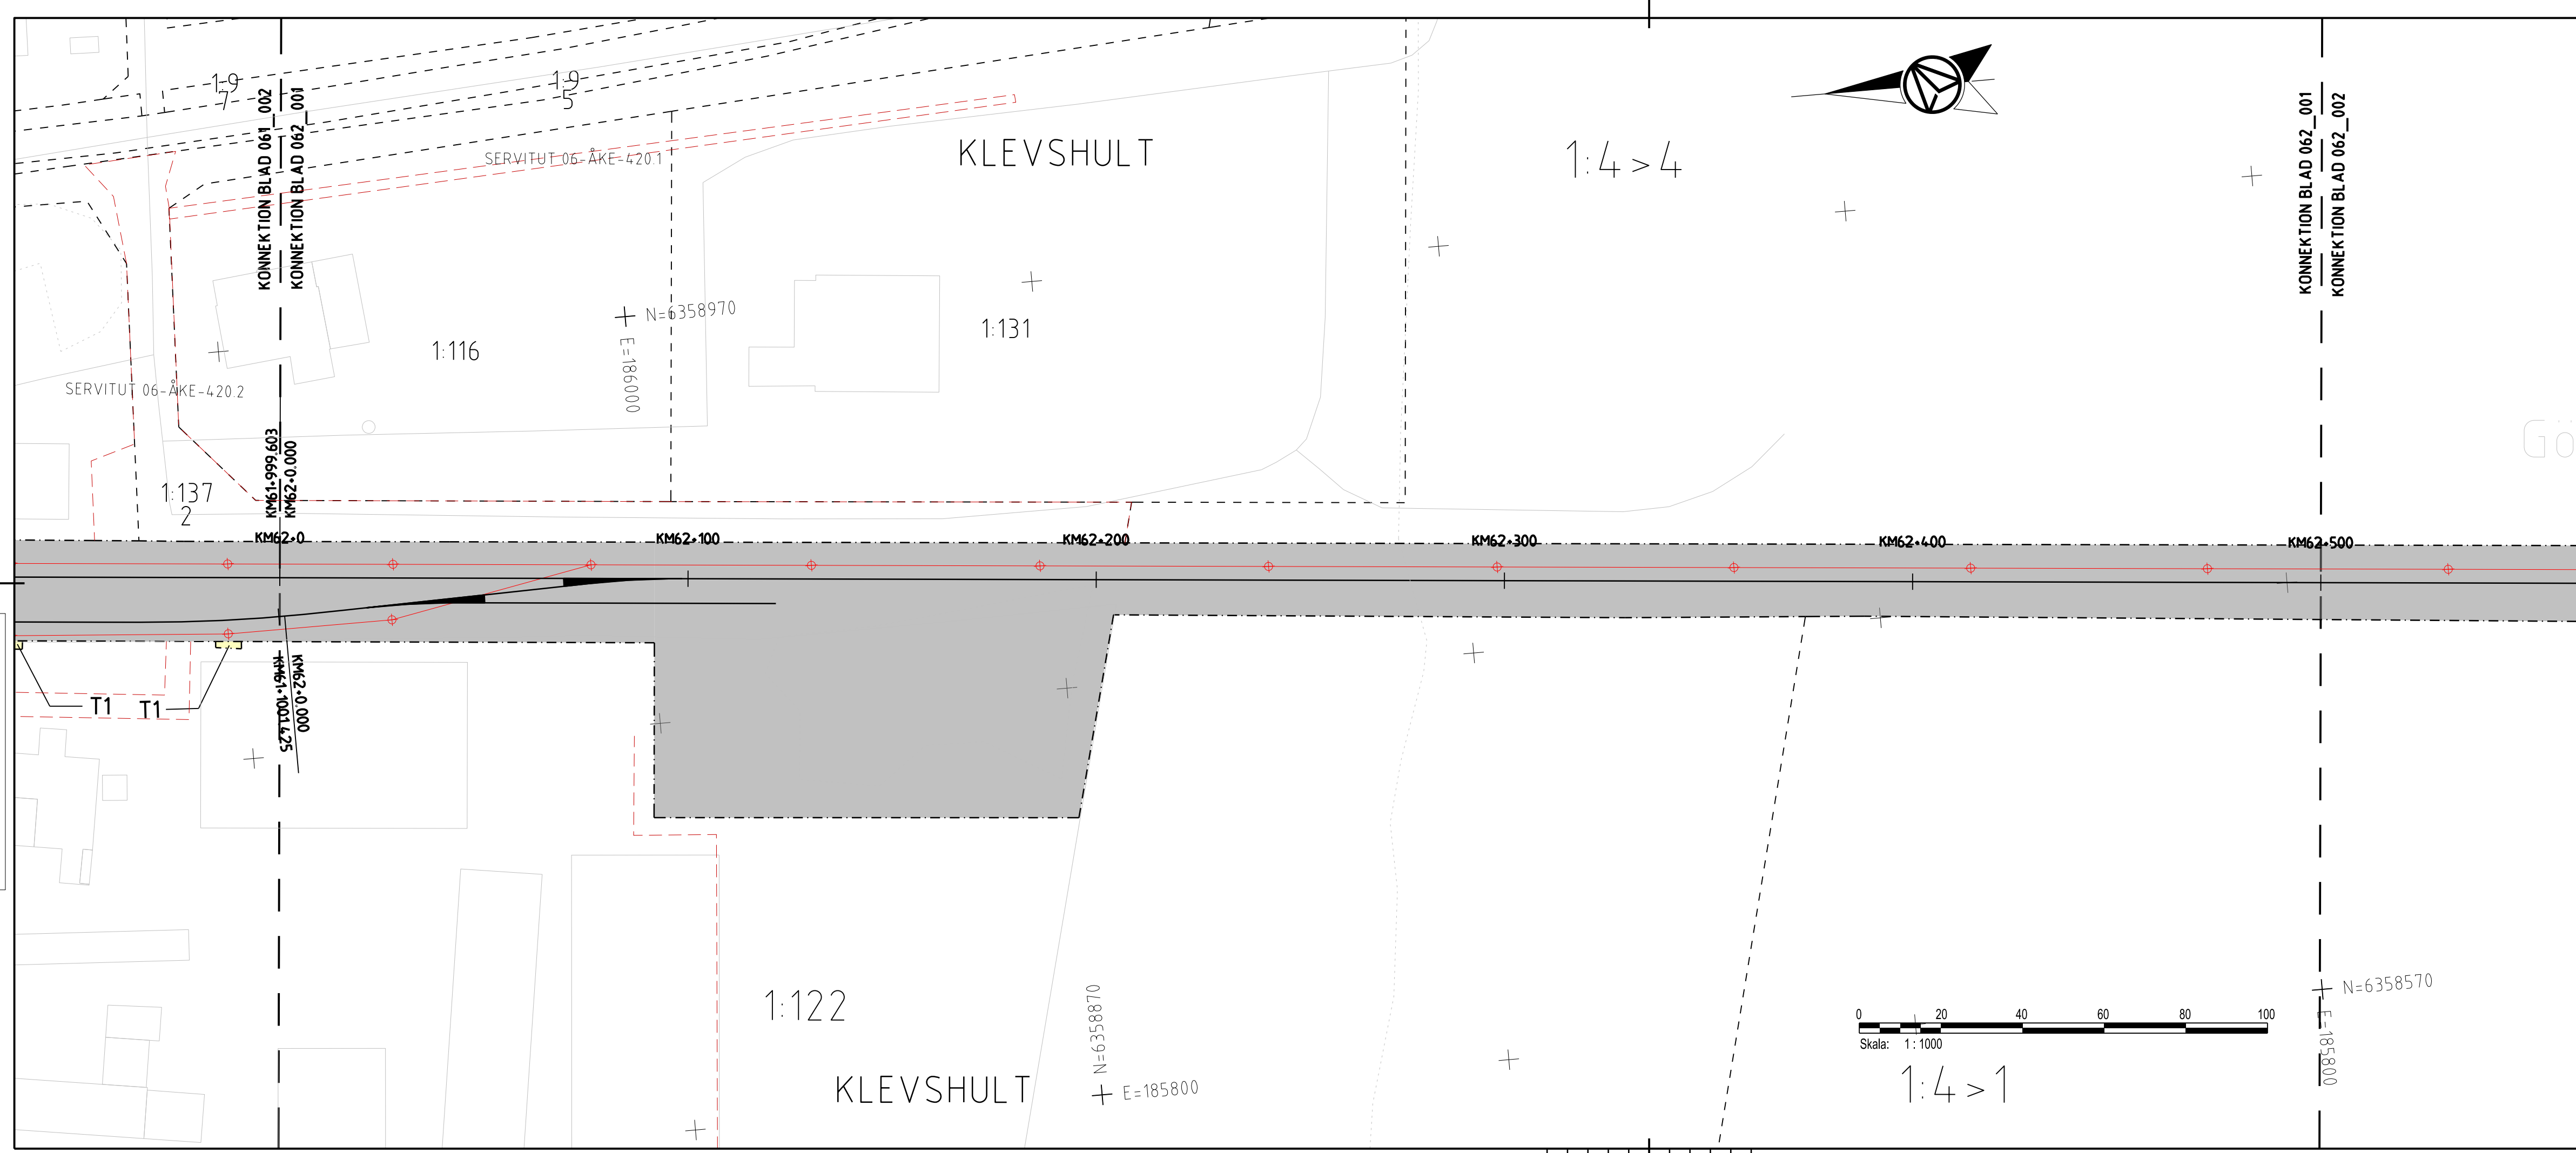 1:9
7
1:9
5
KONNEKTION BLAD 061_002
KONNEKTION BLAD 062_001
SERVITUT 06-ÅKE-420.1
KLEVSHULT
1:4>4
KONNEKTION BLAD 062_001
KONNEKTION BLAD 062_002
N=6358970
E=186000
1:116
1:131
SERVITUT 06-ÅKE-420.2
KM61+999.603
KM62+0.000
1:137
2
KM62+0
KM62+100
KM62+200
KM62+300
KM62+400
KM62+500
KM62+0.000
KM61+1001.425
T1
T1
1:122
KLEVSHULT
N=6358870
E=185800
N=6358570
E=185800
0 20 40 60 80 100
Skala: 1 : 1000
1:4>1
Gö